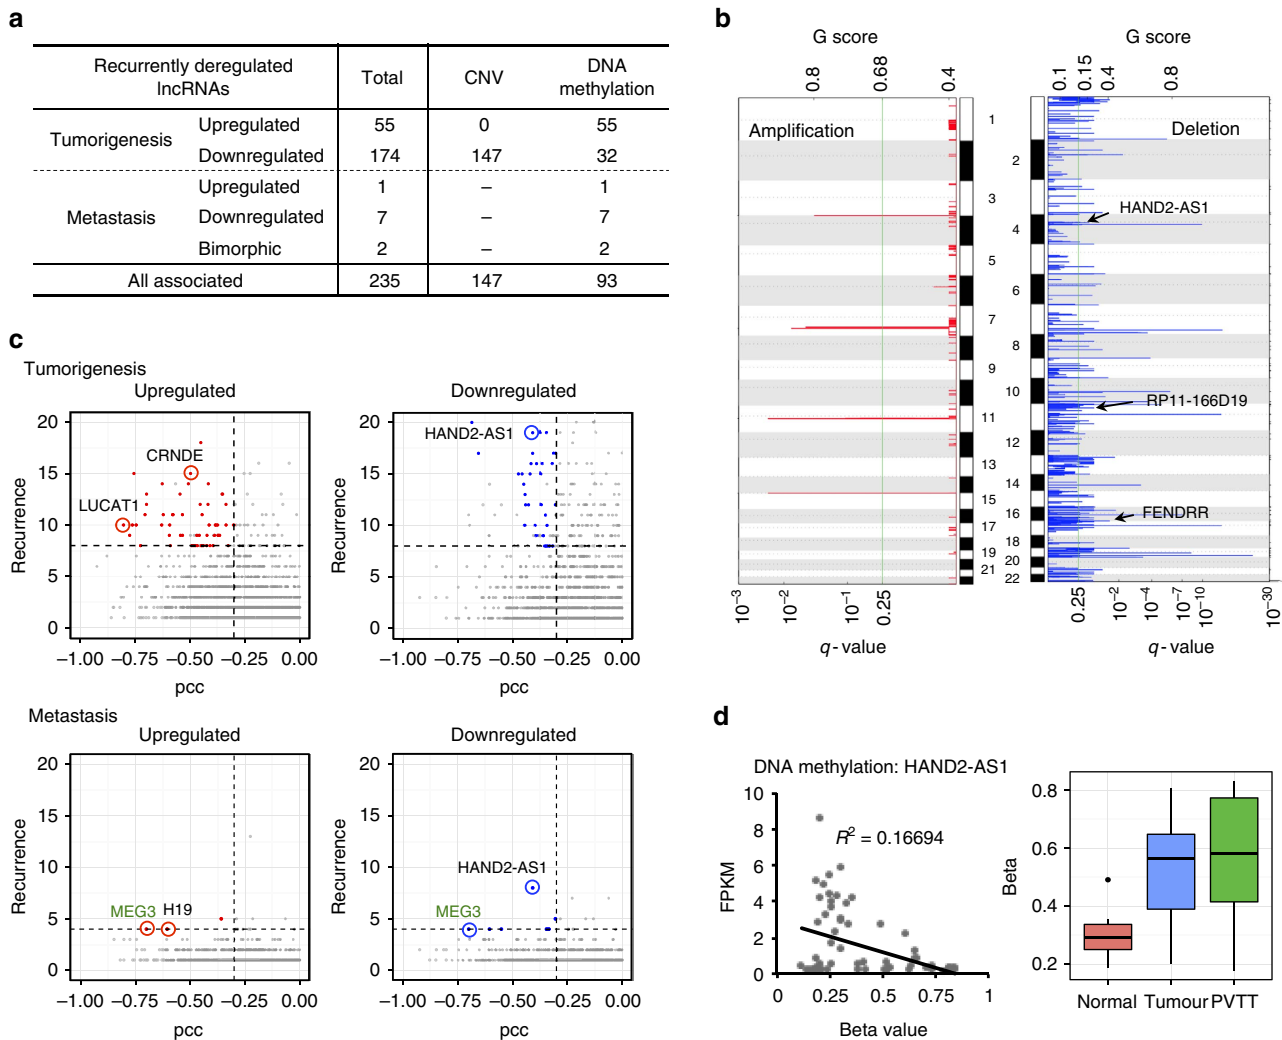 a
Recurrently deregulated lncRNAs Total CNV DNA methylation
Tumorigenesis Upregulated 55 0 55
Downregulated 174 147 32
Metastasis Upregulated 1 – 1
Downregulated 7 – 7
Bimorphic 2 – 2
All associated 235 147 93
b
G score
0.8 0.68 0.4
Amplification
10⁻³ 10⁻² 10⁻¹ 0.25
q-value
1
2
3
4
5
6
7
8
9
10
11
12
13
14
15
16
17
18
19
20
21
22
G score
0.1 0.15 0.4 0.8
Deletion
HAND2-AS1
RP11-166D19
FENDRR
0.25 10⁻² 10⁻⁴ 10⁻⁷ 10⁻¹⁰ 10⁻³⁰
q-value
c
Tumorigenesis
Upregulated
Recurrence
20
15
10
5
0
CRNDE
LUCAT1
−1.00 −0.75 −0.50 −0.25 0.00
pcc
Downregulated
Recurrence
20
15
10
5
0
HAND2-AS1
−1.00 −0.75 −0.50 −0.25 0.00
pcc
Metastasis
Upregulated
Recurrence
20
15
10
5
0
MEG3 H19
−1.00 −0.75 −0.50 −0.25 0.00
pcc
Downregulated
Recurrence
20
15
10
5
0
HAND2-AS1
MEG3
−1.00 −0.75 −0.50 −0.25 0.00
pcc
d
DNA methylation: HAND2-AS1
FPKM
10
8
6
4
2
0
R² = 0.16694
0 0.25 0.5 0.75 1
Beta value
Beta
0.8
0.6
0.4
0.2
Normal Tumour PVTT